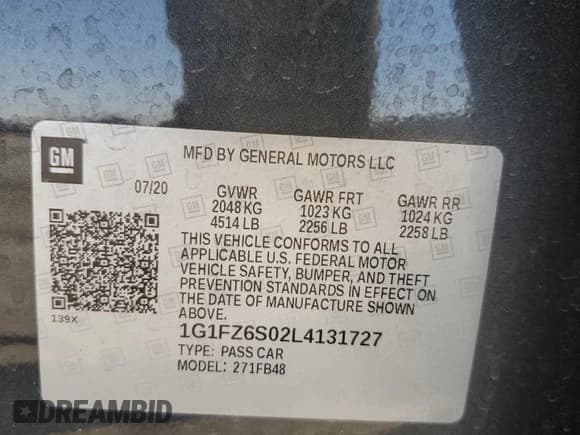 GM
MFD BY GENERAL MOTORS LLC
07/20
GVWR GAWR FRT GAWR RR
2048 KG 1023 KG 1024 KG
4514 LB 2256 LB 2258 LB
THIS VEHICLE CONFORMS TO ALL
APPLICABLE U.S. FEDERAL MOTOR
VEHICLE SAFETY, BUMPER, AND THEFT
PREVENTION STANDARDS IN EFFECT ON
THE DATE OF MANUFACTURE SHOWN ABOVE.
139X
1G1FZ6S02L4131727
TYPE: PASS CAR
MODEL: 271FB48
DREAMBID